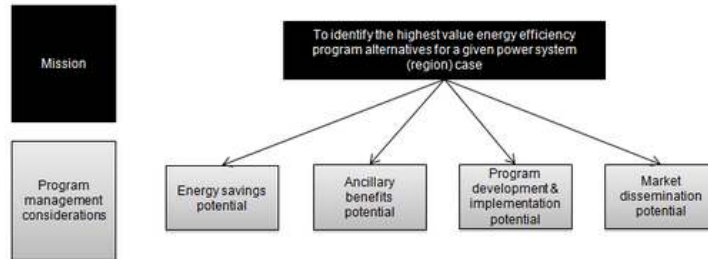 Mission
To identify the highest value energy efficiency
program alternatives for a given power system
(region) case
Program
management
considerations
Energy savings
potential
Ancillary
benefits
potential
Program
development &
implementation
potential
Market
dissemination
potential